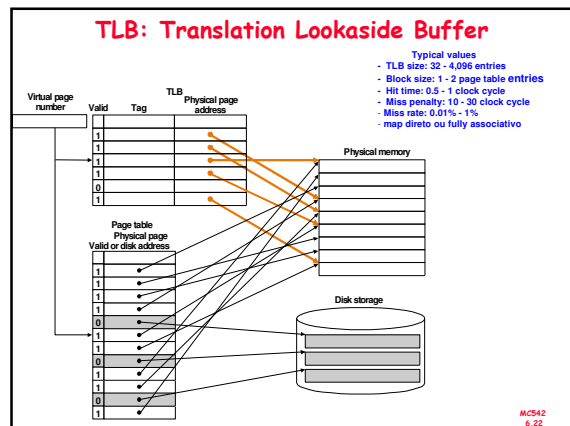 TLB: Translation Lookaside Buffer
Typical values
- TLB size: 32 - 4,096 entries
- Block size: 1 - 2 page table entries
- Hit time: 0.5 - 1 clock cycle
- Miss penalty: 10 - 30 clock cycle
- Miss rate: 0.01% - 1%
- map direto ou fully associativo
Virtual page
number
TLB
Valid Tag Physical page
address
1
1
1
1
0
1
Physical memory
Page table
Physical page
Valid or disk address
1
1
1
1
0
1
1
0
1
1
0
1
Disk storage
MC542
6.22